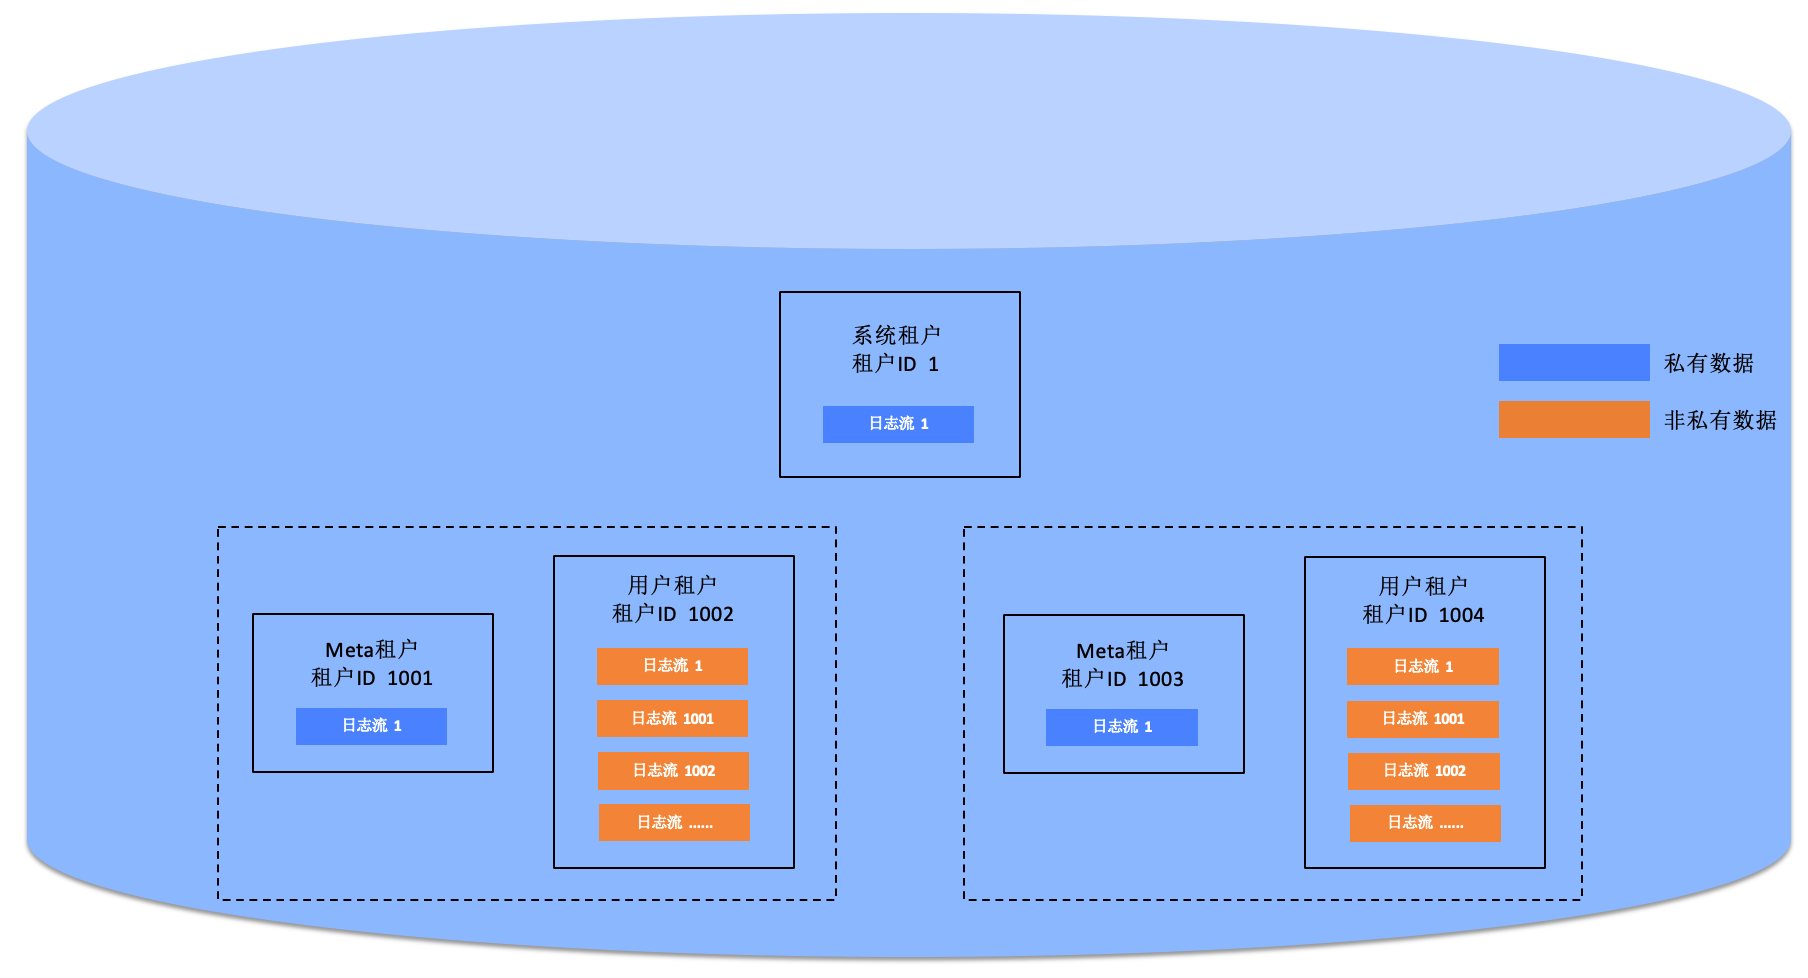 系统租户
租户ID 1
日志流 1
私有数据
非私有数据
Meta租户
租户ID 1001
日志流 1
用户租户
租户ID 1002
日志流 1
日志流 1001
日志流 1002
日志流 ......
Meta租户
租户ID 1003
日志流 1
用户租户
租户ID 1004
日志流 1
日志流 1001
日志流 1002
日志流 ......